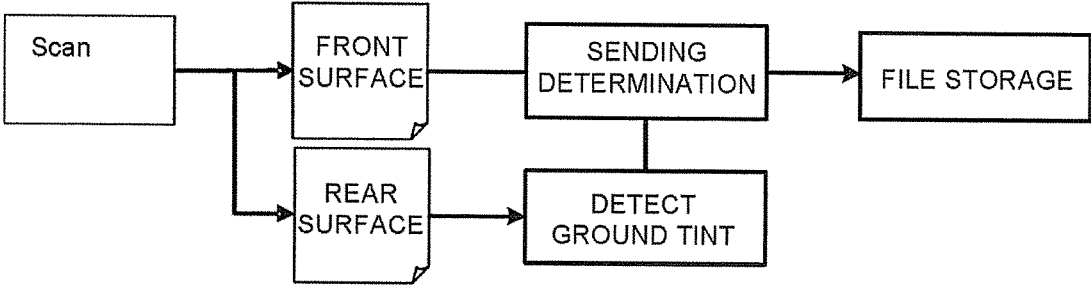 Scan
FRONT
SURFACE
SENDING
DETERMINATION
FILE STORAGE
REAR
SURFACE
DETECT
GROUND TINT